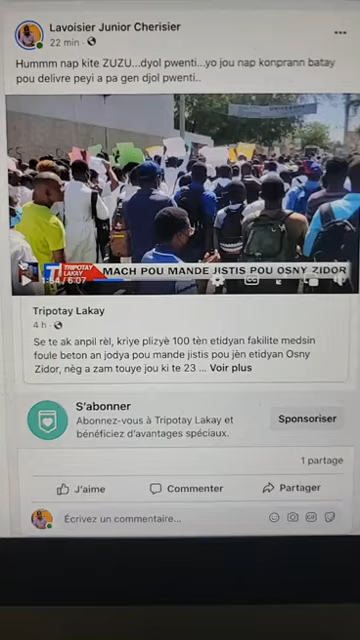 Lavoisier Junior Cherisier
22 min ·
Hummm nap kite ZUZU...dyol pwenti...yo jou nap konprann batay
pou delivre peyi a pa gen djol pwenti..
TRIPOTAY
LAKAY
MACH POU MANDE JISTIS POU OSNY ZIDOR
1:54 / 6:07
Tripotay Lakay
4 h ·
Se te ak anpil rèl, kriye plizyè 100 tèn etidyan fakilite medsin
foule beton an jodya pou mande jistis pou jèn etidyan Osny
Zidor, nèg a zam touye jou ki te 23 ... Voir plus
S'abonner
Abonnez-vous à Tripotay Lakay et
bénéficiez d'avantages spéciaux.
Sponsoriser
1 partage
J'aime
Commenter
Partager
Écrivez un commentaire...